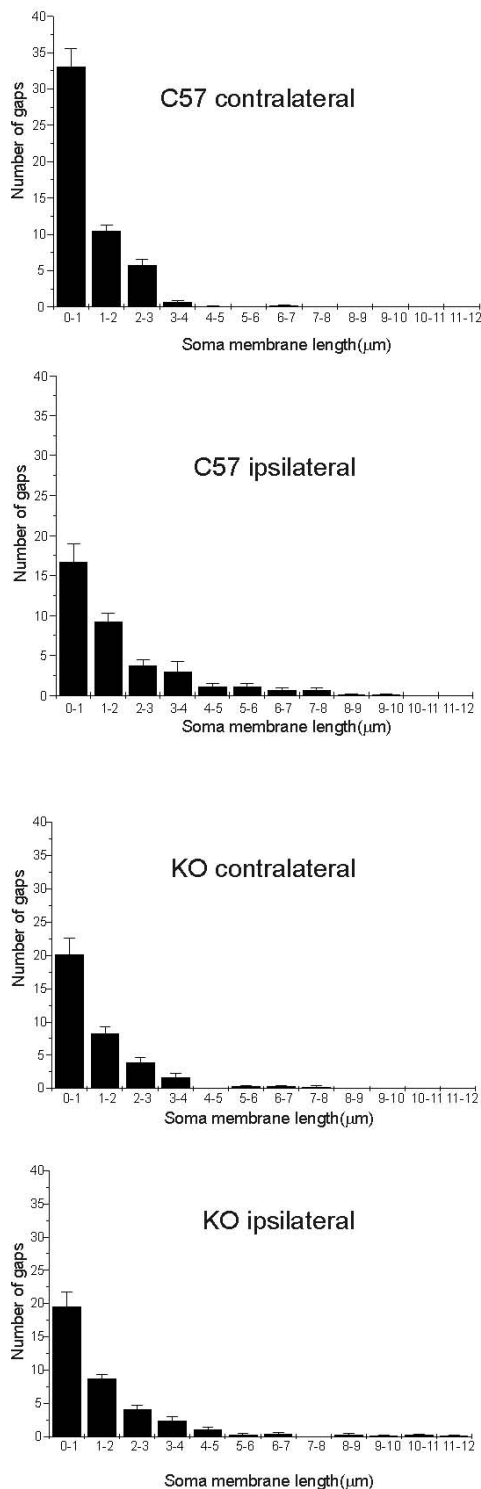 40
35
C57 contralateral
30
25
20
15
10
5
0
Number of gaps
0-1 1-2 2-3 3-4 4-5 5-6 6-7 7-8 8-9 9-10 10-11 11-12
Soma membrane length(μm)
40
35
C57 ipsilateral
30
25
20
15
10
5
0
Number of gaps
0-1 1-2 2-3 3-4 4-5 5-6 6-7 7-8 8-9 9-10 10-11 11-12
Soma membrane length(μm)
40
35
KO contralateral
30
25
20
15
10
5
0
Number of gaps
0-1 1-2 2-3 3-4 4-5 5-6 6-7 7-8 8-9 9-10 10-11 11-12
Soma membrane length(μm)
40
35
KO ipsilateral
30
25
20
15
10
5
0
Number of gaps
0-1 1-2 2-3 3-4 4-5 5-6 6-7 7-8 8-9 9-10 10-11 11-12
Soma membrane length(μm)